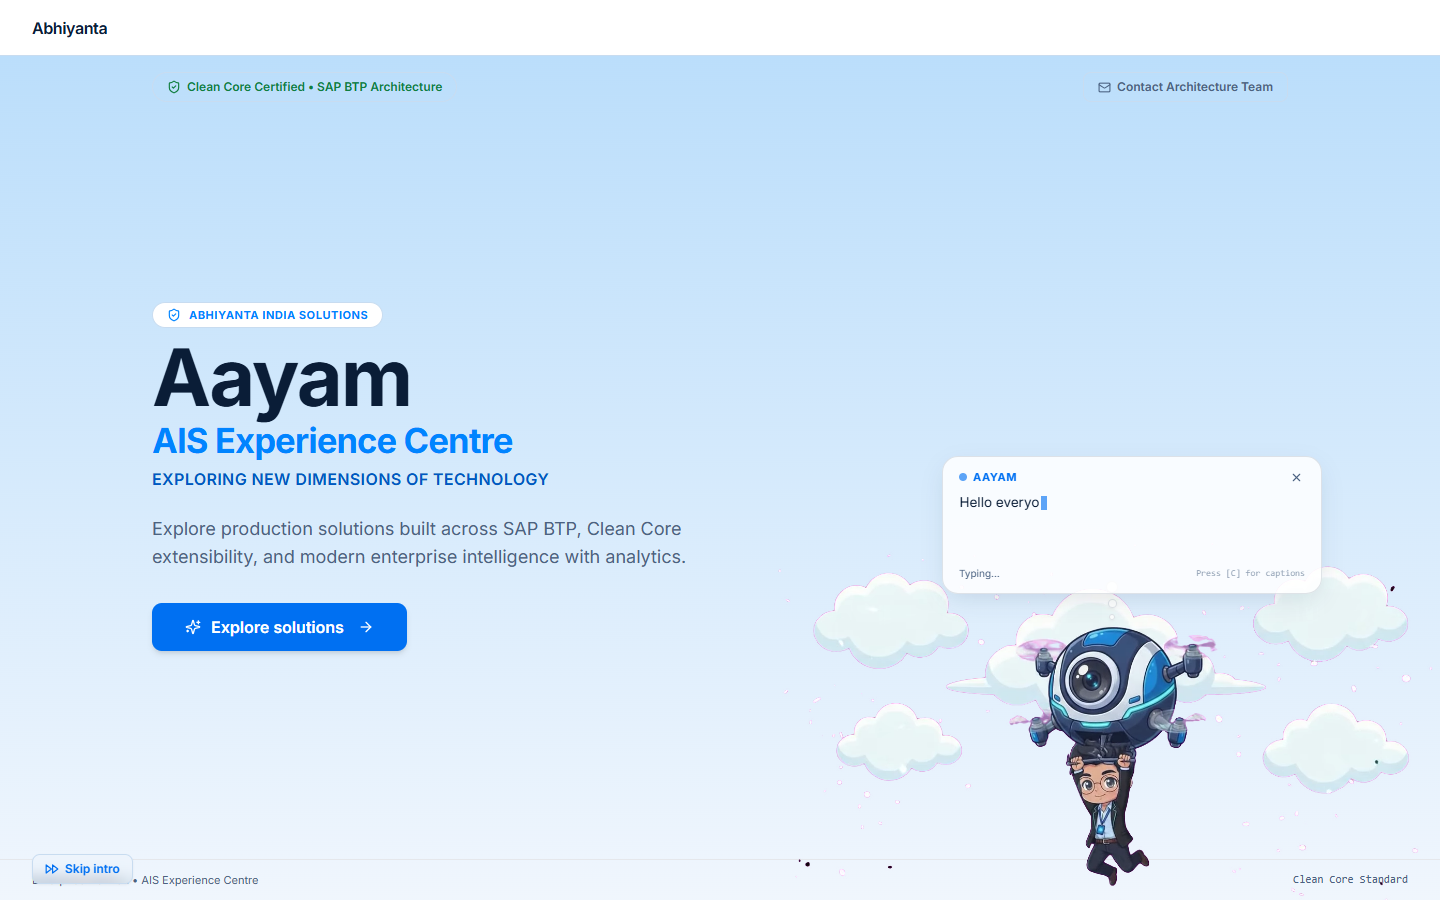 Abhiyanta
Clean Core Certified • SAP BTP Architecture
Contact Architecture Team
ABHIYANTA INDIA SOLUTIONS
Aayam
AIS Experience Centre
EXPLORING NEW DIMENSIONS OF TECHNOLOGY
Explore production solutions built across SAP BTP, Clean Core
extensibility, and modern enterprise intelligence with analytics.
Explore solutions
AAYAM
Hello everyo
Typing...
Press [C] for captions
Skip intro
• AIS Experience Centre
Clean Core Standard